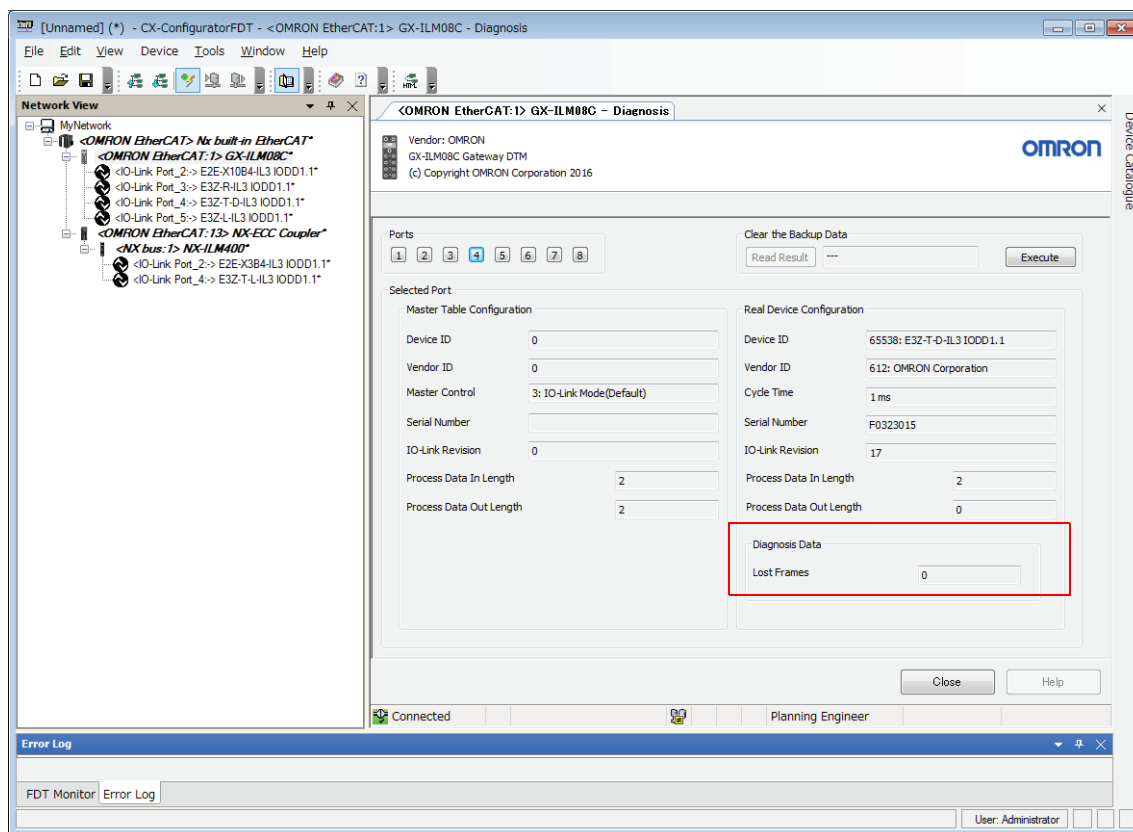 [Unnamed] (*) - CX-ConfiguratorFDT - <OMRON EtherCAT:1> GX-ILM08C - Diagnosis
File Edit View Device Tools Window Help
HTML
Network View
MyNetwork
<OMRON EtherCAT> Nx built-in EtherCAT*
<OMRON EtherCAT:1> GX-ILM08C*
<IO-Link Port_2:-> E2E-X10B4-IL3 IODD1.1*
<IO-Link Port_3:-> E3Z-R-IL3 IODD1.1*
<IO-Link Port_4:-> E3Z-T-D-IL3 IODD1.1*
<IO-Link Port_5:-> E3Z-L-IL3 IODD1.1*
<OMRON EtherCAT:13> NX-ECC Coupler*
<NX bus:1> NX-ILM400*
<IO-Link Port_2:-> E2E-X3B4-IL3 IODD1.1*
<IO-Link Port_4:-> E3Z-T-L-IL3 IODD1.1*
<OMRON EtherCAT:1> GX-ILM08C - Diagnosis
Vendor: OMRON
GX-ILM08C Gateway DTM
(c) Copyright OMRON Corporation 2016
OMRON
Device Catalogue
Ports
1 2 3 4 5 6 7 8
Clear the Backup Data
Read Result --- Execute
Selected Port
Master Table Configuration
Device ID 0
Vendor ID 0
Master Control 3: IO-Link Mode(Default)
Serial Number
IO-Link Revision 0
Process Data In Length 2
Process Data Out Length 2
Real Device Configuration
Device ID 65538: E3Z-T-D-IL3 IODD1.1
Vendor ID 612: OMRON Corporation
Cycle Time 1 ms
Serial Number F0323015
IO-Link Revision 17
Process Data In Length 2
Process Data Out Length 0
Diagnosis Data
Lost Frames 0
Close Help
Connected Planning Engineer
Error Log
FDT Monitor Error Log
User: Administrator